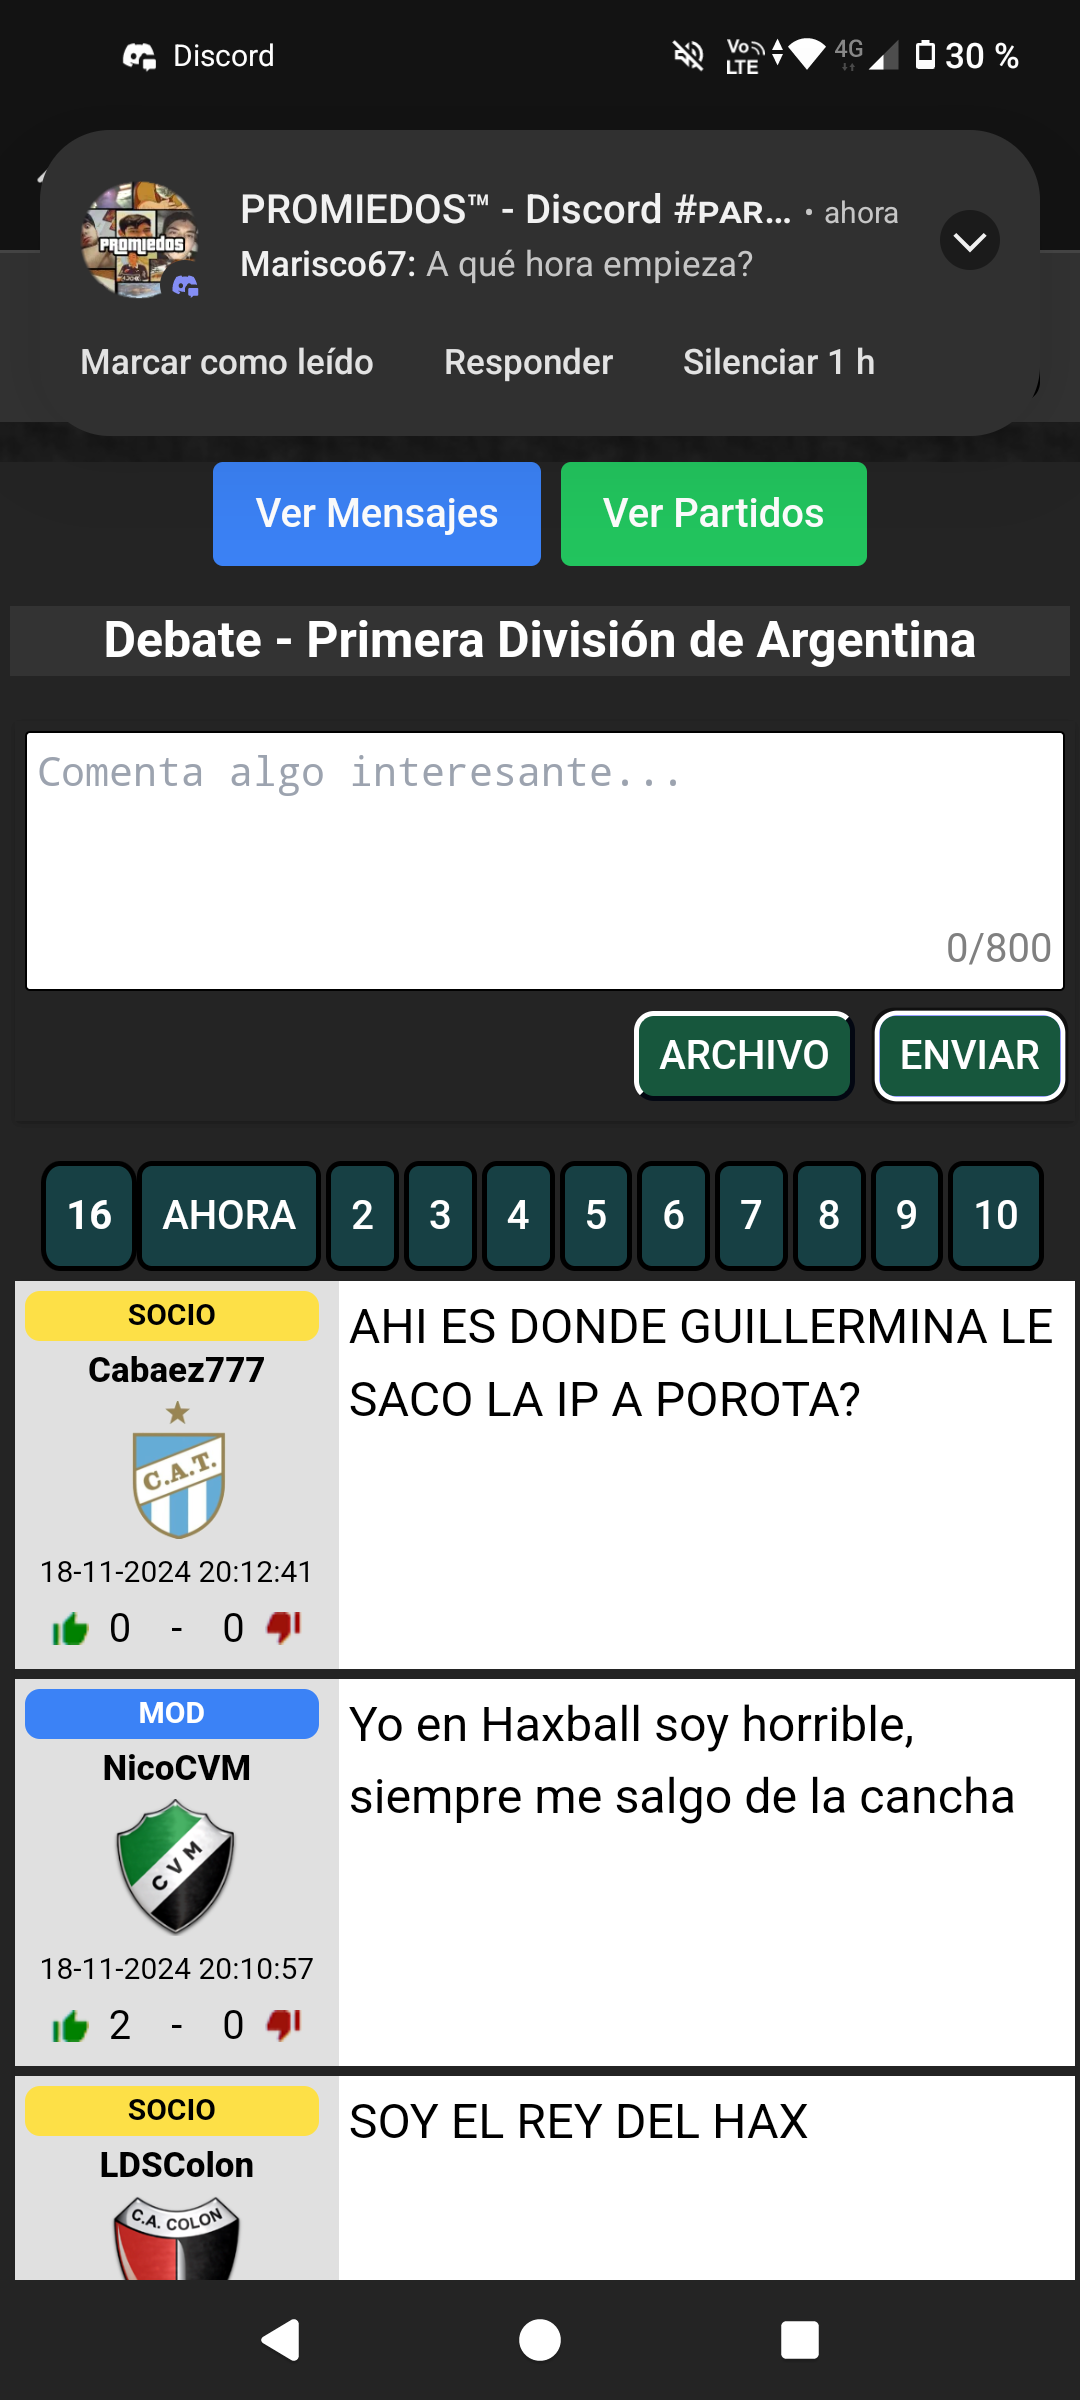 Discord
Vo LTE 4G 30 %
PROMIEDOS™ - Discord #PAR... • ahora
PROMIEDOS
Marisco67: A qué hora empieza?
Marcar como leído Responder Silenciar 1 h
Ver Mensajes Ver Partidos
Debate - Primera División de Argentina
Comenta algo interesante...
0/800
ARCHIVO ENVIAR
16 AHORA 2 3 4 5 6 7 8 9 10
SOCIO
Cabaez777
C.A.T.
18-11-2024 20:12:41
0 - 0
AHI ES DONDE GUILLERMINA LE
SACO LA IP A POROTA?
MOD
NicoCVM
CVM
18-11-2024 20:10:57
2 - 0
Yo en Haxball soy horrible,
siempre me salgo de la cancha
SOCIO
LDSColon
C.A. COLON
SOY EL REY DEL HAX